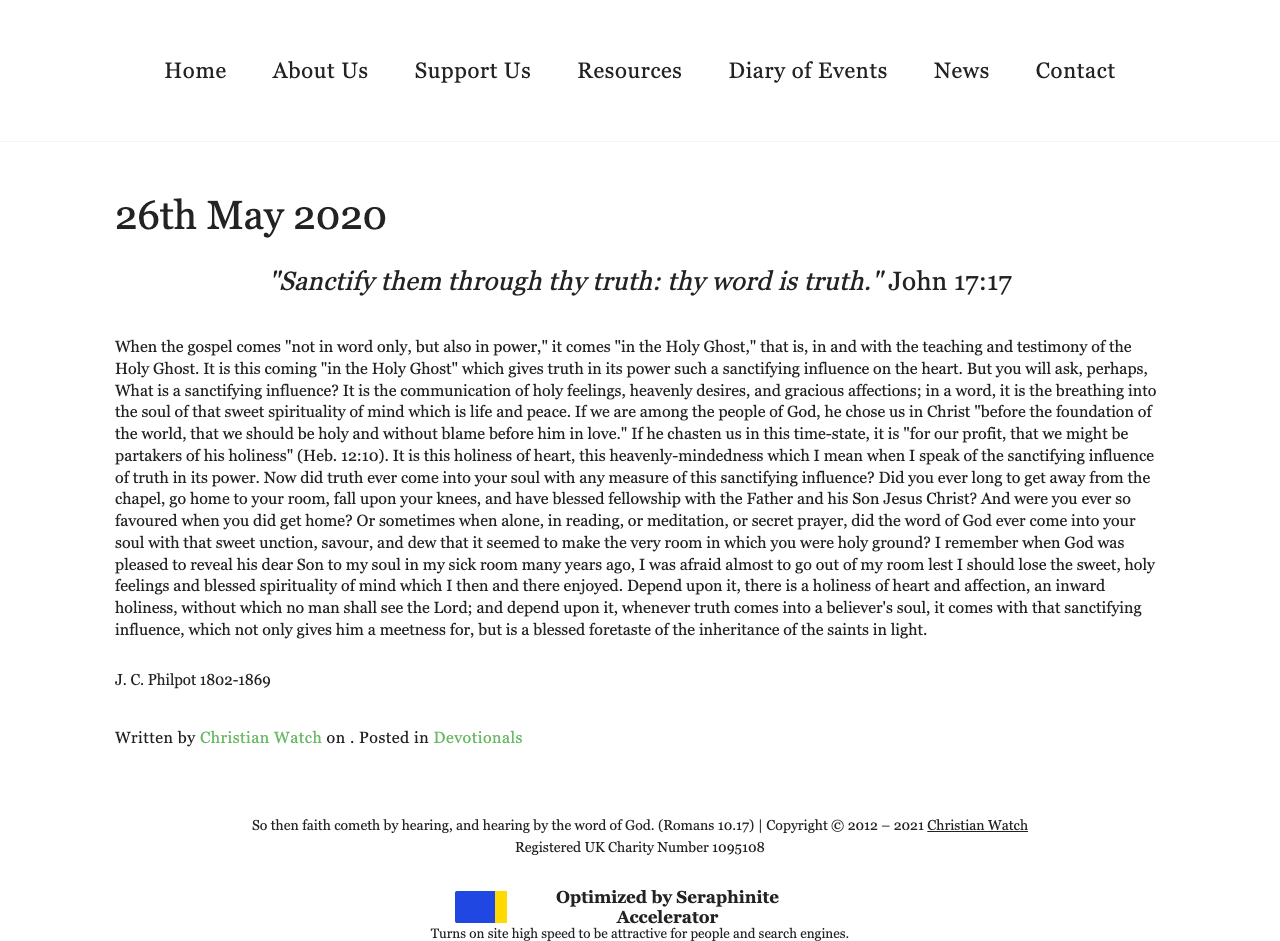 Home About Us Support Us Resources Diary of Events News Contact
26th May 2020
"Sanctify them through thy truth: thy word is truth." John 17:17
When the gospel comes "not in word only, but also in power," it comes "in the Holy Ghost," that is, in and with the teaching and testimony of the
Holy Ghost. It is this coming "in the Holy Ghost" which gives truth in its power such a sanctifying influence on the heart. But you will ask, perhaps,
What is a sanctifying influence? It is the communication of holy feelings, heavenly desires, and gracious affections; in a word, it is the breathing into
the soul of that sweet spirituality of mind which is life and peace. If we are among the people of God, he chose us in Christ "before the foundation of
the world, that we should be holy and without blame before him in love." If he chasten us in this time-state, it is "for our profit, that we might be
partakers of his holiness" (Heb. 12:10). It is this holiness of heart, this heavenly-mindedness which I mean when I speak of the sanctifying influence
of truth in its power. Now did truth ever come into your soul with any measure of this sanctifying influence? Did you ever long to get away from the
chapel, go home to your room, fall upon your knees, and have blessed fellowship with the Father and his Son Jesus Christ? And were you ever so
favoured when you did get home? Or sometimes when alone, in reading, or meditation, or secret prayer, did the word of God ever come into your
soul with that sweet unction, savour, and dew that it seemed to make the very room in which you were holy ground? I remember when God was
pleased to reveal his dear Son to my soul in my sick room many years ago, I was afraid almost to go out of my room lest I should lose the sweet, holy
feelings and blessed spirituality of mind which I then and there enjoyed. Depend upon it, there is a holiness of heart and affection, an inward
holiness, without which no man shall see the Lord; and depend upon it, whenever truth comes into a believer's soul, it comes with that sanctifying
influence, which not only gives him a meetness for, but is a blessed foretaste of the inheritance of the saints in light.
J. C. Philpot 1802-1869
Written by Christian Watch on . Posted in Devotionals
So then faith cometh by hearing, and hearing by the word of God. (Romans 10.17) | Copyright © 2012 – 2021 Christian Watch
Registered UK Charity Number 1095108
Optimized by Seraphinite
Accelerator
Turns on site high speed to be attractive for people and search engines.